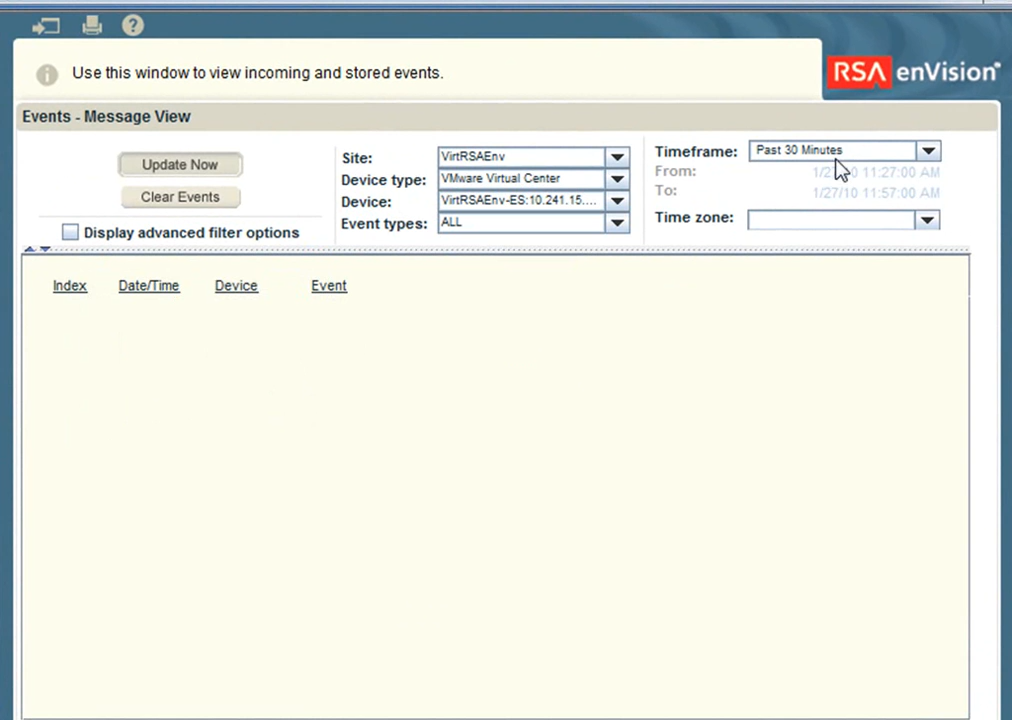 Use this window to view incoming and stored events.
RSA enVision
Events - Message View
Update Now
Clear Events
Display advanced filter options
Site: VirtRSAEnv
Device type: VMware Virtual Center
Device: VirtRSAEnv-ES:10.241.15....
Event types: ALL
Timeframe: Past 30 Minutes
From: 11:27:00 AM
To: 1/27/10 11:57:00 AM
Time zone:
Index Date/Time Device Event